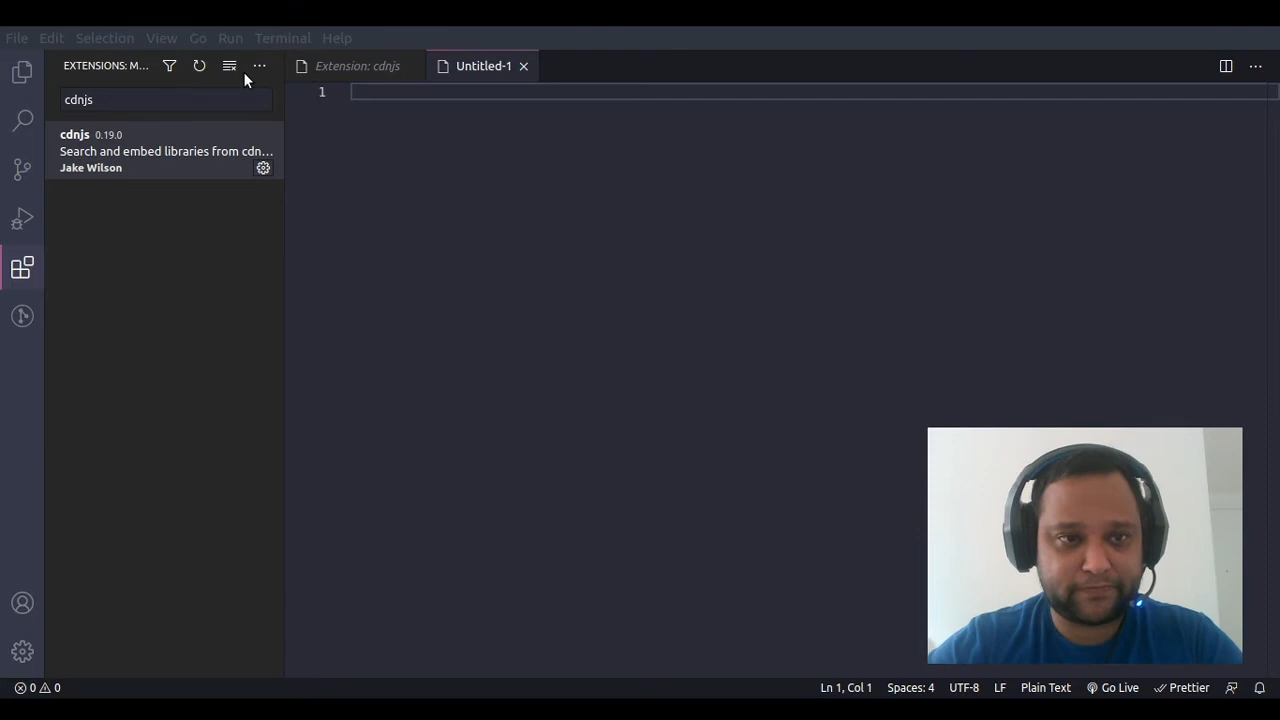 File Edit Selection View Go Run Terminal Help
EXTENSIONS: M...
Extension: cdnjs
Untitled-1
cdnjs
1
cdnjs 0.19.0
Search and embed libraries from cdn...
Jake Wilson
0 0
Ln 1, Col 1 Spaces: 4 UTF-8 LF Plain Text Go Live Prettier